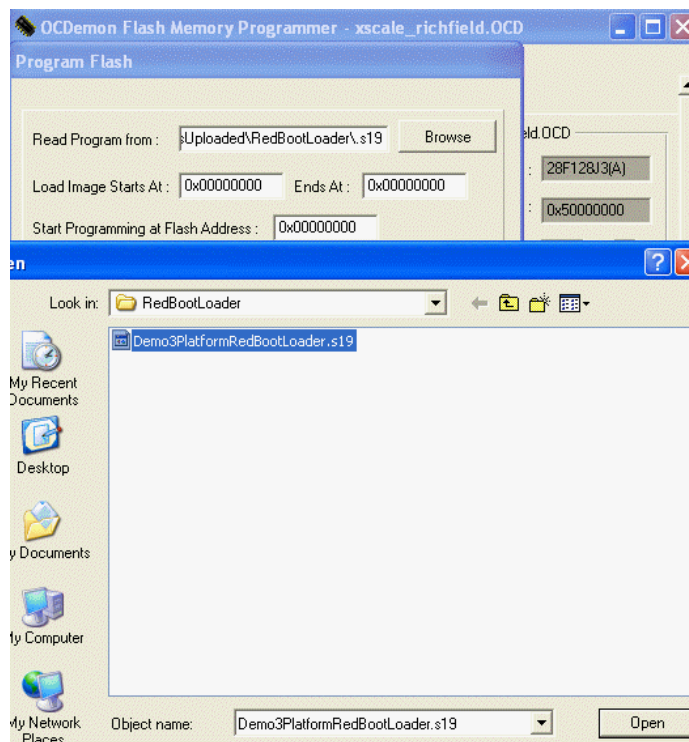 OCDemon Flash Memory Programmer - xscale_richfield.OCD
Program Flash
Read Program from : sUploaded\RedBootLoader\.s19 Browse
ld.OCD
: 28F128J3(A)
Load Image Starts At : 0x00000000 Ends At : 0x00000000
: 0x50000000
Start Programming at Flash Address : 0x00000000
en
Look in: RedBootLoader
Demo3PlatformRedBootLoader.s19
My Recent
Documents
Desktop
y Documents
My Computer
My Network
Places
Object name: Demo3PlatformRedBootLoader.s19 Open